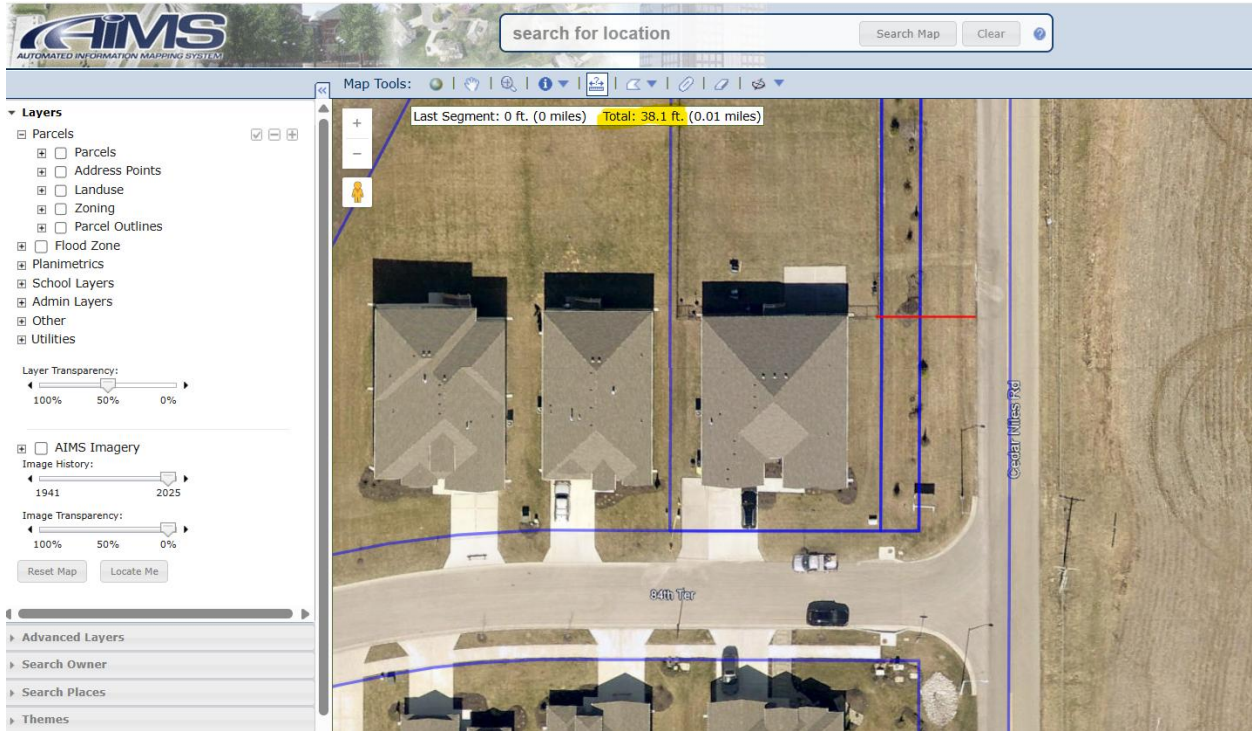 AIMS
AUTOMATED INFORMATION MAPPING SYSTEM
search for location
Search Map
Clear
?
Map Tools:
Layers
Parcels
Parcels
Address Points
Landuse
Zoning
Parcel Outlines
Flood Zone
Planimetrics
School Layers
Admin Layers
Other
Utilities
Layer Transparency:
100% 50% 0%
AIMS Imagery
Image History:
1941 2025
Image Transparency:
100% 50% 0%
Reset Map Locate Me
Advanced Layers
Search Owner
Search Places
Themes
Last Segment: 0 ft. (0 miles) Total: 38.1 ft. (0.01 miles)
Cedar Niles Rd
84th Ter